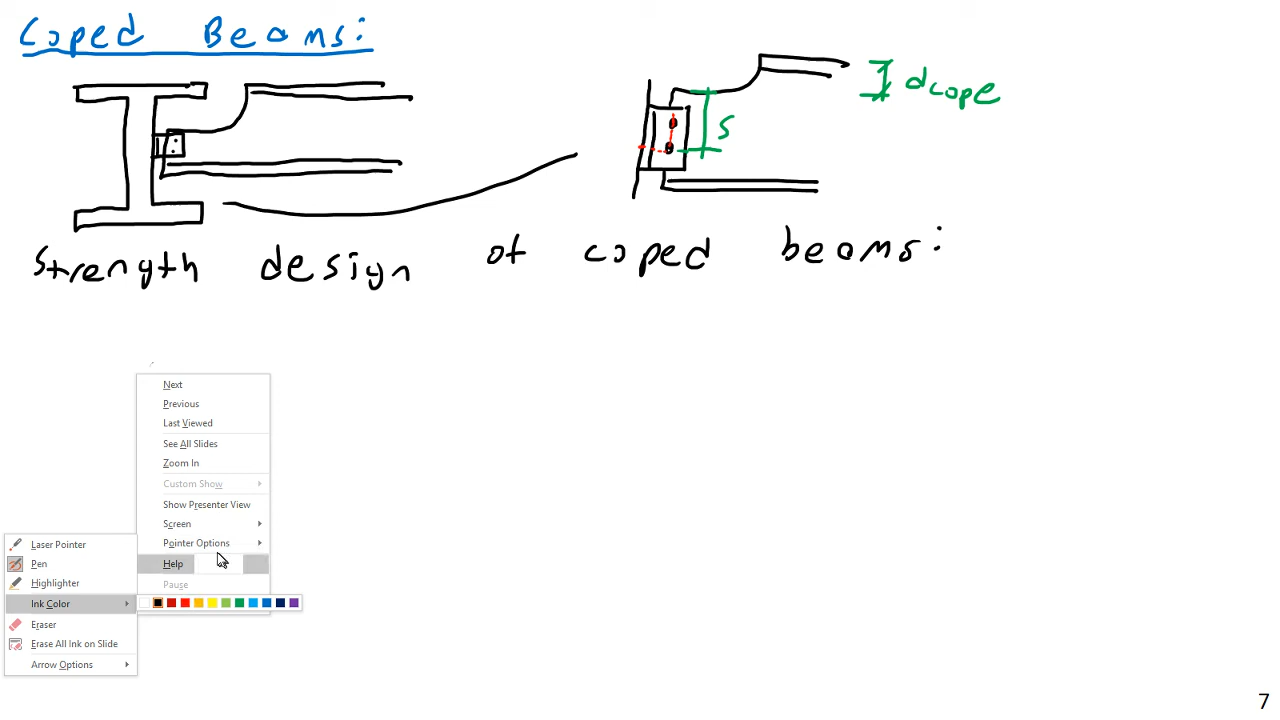 Coped Beams:
dcope
S
Strength design of coped beams:
Next
Previous
Last Viewed
See All Slides
Zoom In
Custom Show
Show Presenter View
Screen
Pointer Options
Help
Pause
Laser Pointer
Pen
Highlighter
Ink Color
Eraser
Erase All Ink on Slide
Arrow Options
7